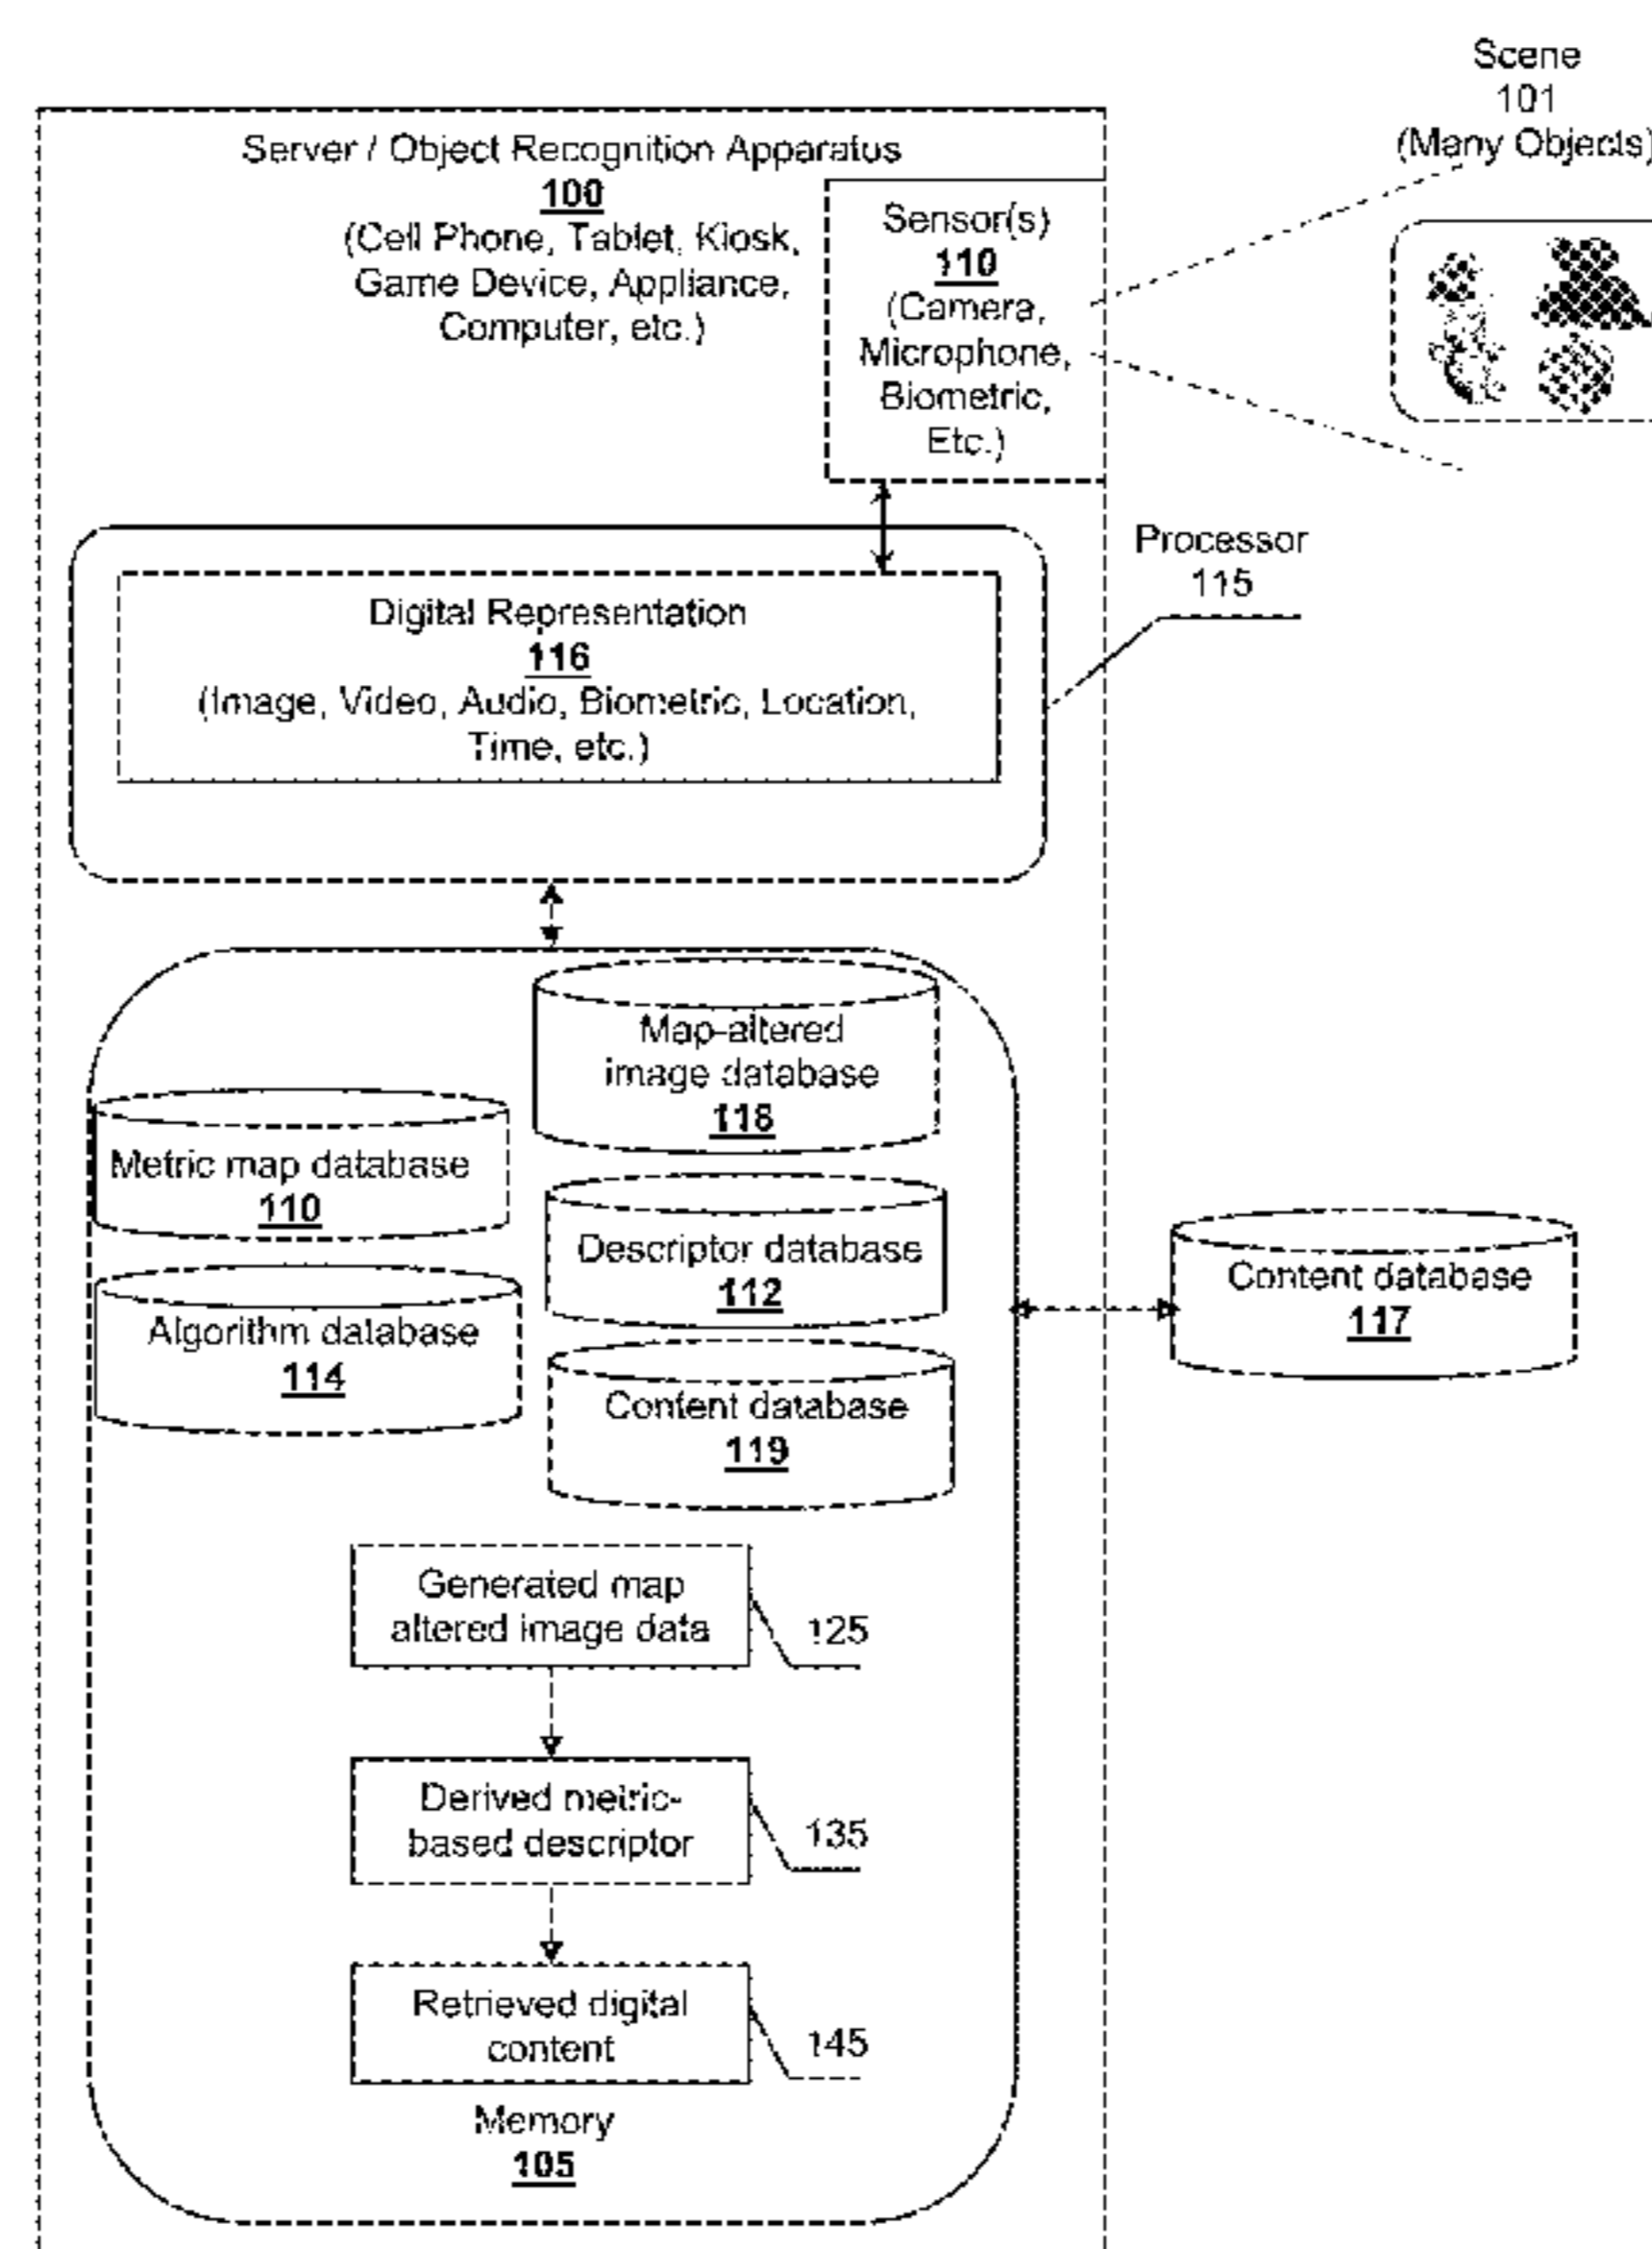 Scene
101
(Many Objects)
Server / Object Recognition Apparatus
100
(Cell Phone, Tablet, Kiosk,
Game Device, Appliance,
Computer, etc.)
Sensor(s)
110
(Camera,
Microphone,
Biometric,
Etc.)
Processor
115
Digital Representation
116
(Image, Video, Audio, Biometric, Location,
Time, etc.)
Map-altered
image database
118
Metric map database
110
Descriptor database
112
Content database
117
Algorithm database
114
Content database
119
Generated map
altered image data
125
Derived metric-
based descriptor
135
Retrieved digital
content
145
Memory
105